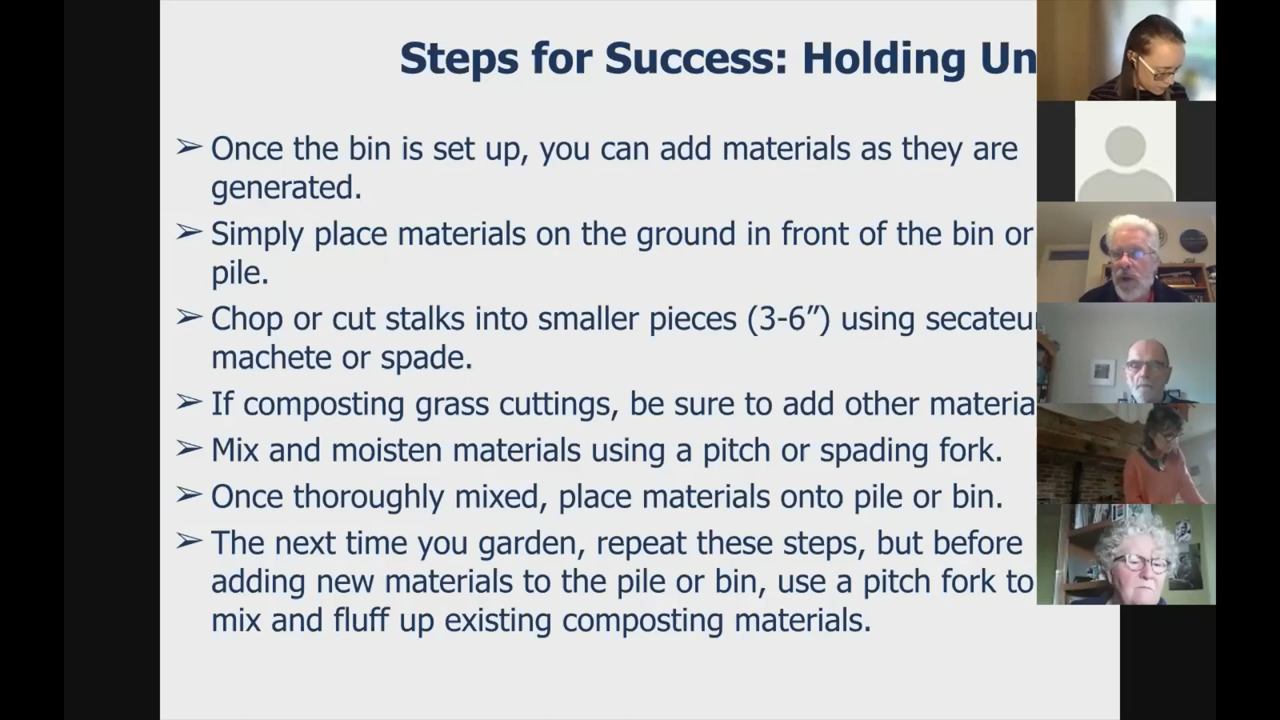 Steps for Success: Holding Un
➢ Once the bin is set up, you can add materials as they are
generated.
➢ Simply place materials on the ground in front of the bin or
pile.
➢ Chop or cut stalks into smaller pieces (3-6”) using secateu
machete or spade.
➢ If composting grass cuttings, be sure to add other materia
➢ Mix and moisten materials using a pitch or spading fork.
➢ Once thoroughly mixed, place materials onto pile or bin.
➢ The next time you garden, repeat these steps, but before
adding new materials to the pile or bin, use a pitch fork to
mix and fluff up existing composting materials.